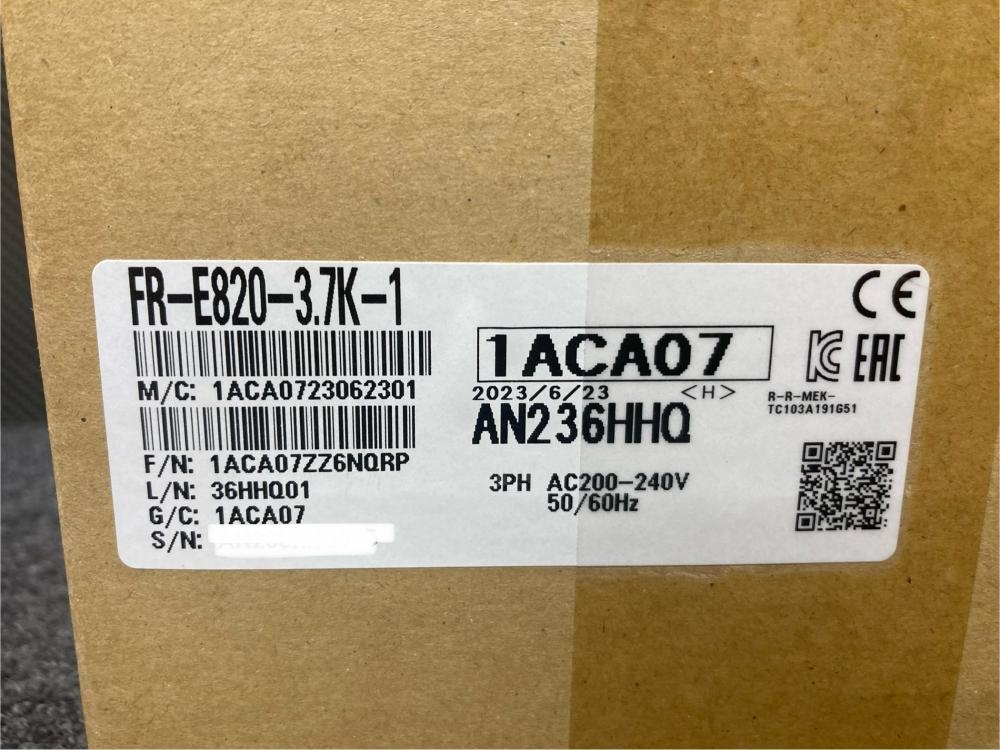 FR-E820-3.7K-1
CE
1ACA07
EAC
M/C: 1ACA0723062301
2023/6/23 <H>
R-R-MEK-
TC103A191G51
AN236HHQ
F/N: 1ACA07ZZ6NQRP
L/N: 36HHQ01
G/C: 1ACA07
S/N:
3PH AC200-240V
50/60Hz